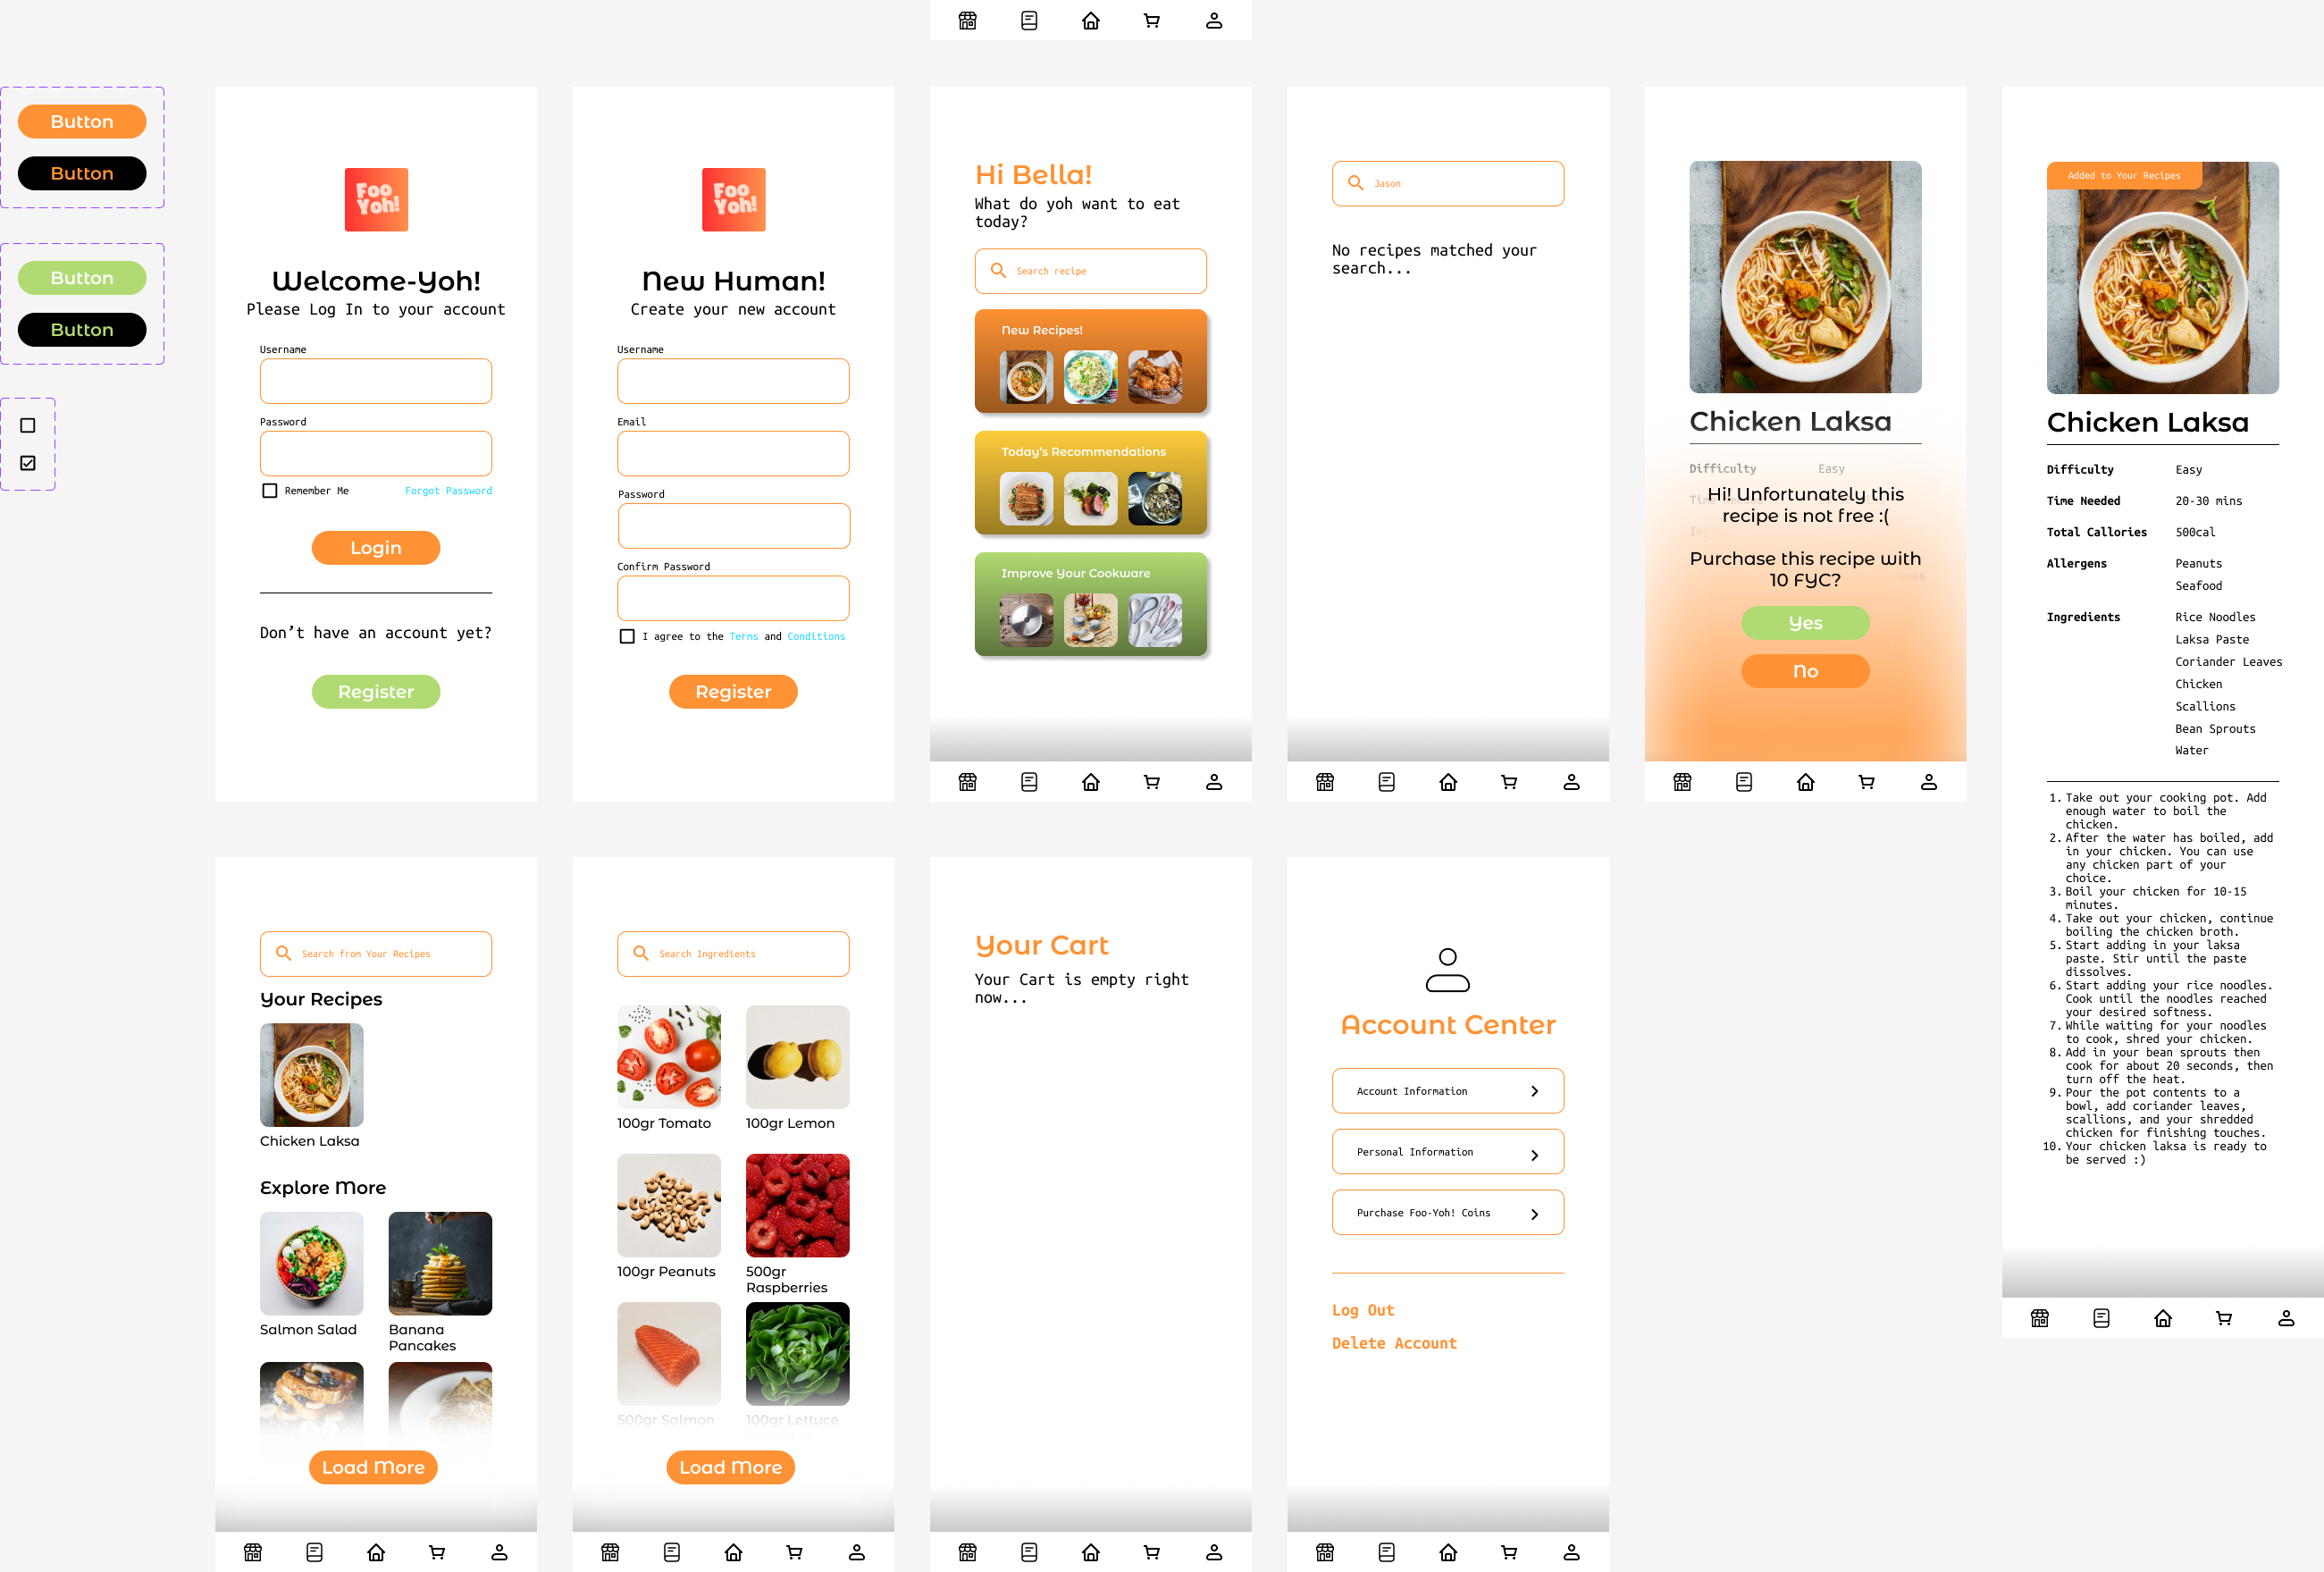 Button
Button
Button
Button
Foo
Yoh!
Welcome-Yoh!
Please Log In to your account
Username
Password
Remember Me
Forgot Password
Login
Don’t have an account yet?
Register
Foo
Yoh!
New Human!
Create your new account
Username
Email
Password
Confirm Password
I agree to the Terms and Conditions
Register
Hi Bella!
What do yoh want to eat
today?
Search recipe
New Recipes!
Today's Recommendations
Improve Your Cookware
Jason
No recipes matched your
search...
Chicken Laksa
Difficulty Easy
Hi! Unfortunately this
recipe is not free :(
Purchase this recipe with
10 FYC?
Yes
No
Added to Your Recipes
Chicken Laksa
Difficulty Easy
Time Needed 20-30 mins
Total Callories 500cal
Allergens Peanuts
Seafood
Ingredients Rice Noodles
Laksa Paste
Coriander Leaves
Chicken
Scallions
Bean Sprouts
Water
1. Take out your cooking pot. Add
enough water to boil the
chicken.
2. After the water has boiled, add
in your chicken. You can use
any chicken part of your
choice.
3. Boil your chicken for 10-15
minutes.
4. Take out your chicken, continue
boiling the chicken broth.
5. Start adding in your laksa
paste. Stir until the paste
dissolves.
6. Start adding your rice noodles.
Cook until the noodles reached
your desired softness.
7. While waiting for your noodles
to cook, shred your chicken.
8. Add in your bean sprouts then
cook for about 20 seconds, then
turn off the heat.
9. Pour the pot contents to a
bowl, add coriander leaves,
scallions, and your shredded
chicken for finishing touches.
10. Your chicken laksa is ready to
be served :)
Search from Your Recipes
Your Recipes
Chicken Laksa
Explore More
Salmon Salad
Banana
Pancakes
Load More
Search Ingredients
100gr Tomato
100gr Lemon
100gr Peanuts
500gr
Raspberries
500gr Salmon
100gr Lettuce
Load More
Your Cart
Your Cart is empty right
now...
Account Center
Account Information
Personal Information
Purchase Foo-Yoh! Coins
Log Out
Delete Account